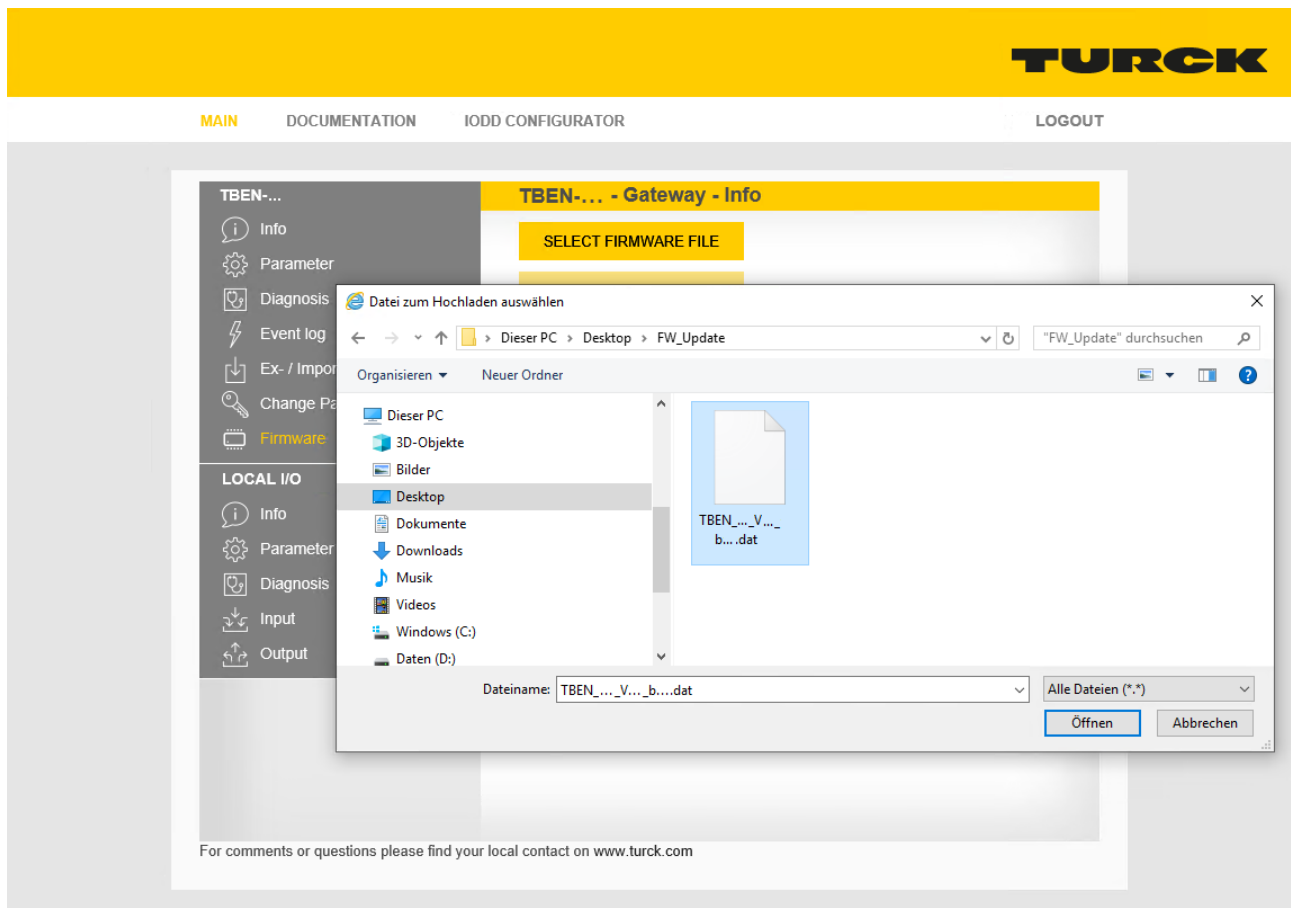 TURCK
MAIN DOCUMENTATION IODD CONFIGURATOR LOGOUT
TBEN-...
Info
Parameter
Diagnosis
Event log
Ex- / Impor
Change Pa
Firmware
LOCAL I/O
Info
Parameter
Diagnosis
Input
Output
TBEN-... - Gateway - Info
SELECT FIRMWARE FILE
Datei zum Hochladen auswählen
Dieser PC > Desktop > FW_Update
"FW_Update" durchsuchen
Organisieren Neuer Ordner
Dieser PC
3D-Objekte
Bilder
Desktop
Dokumente
Downloads
Musik
Videos
Windows (C:)
Daten (D:)
TBEN_..._V..._
b... .dat
Dateiname: TBEN_... _V... _b....dat
Alle Dateien (*.*)
Öffnen Abbrechen
For comments or questions please find your local contact on www.turck.com